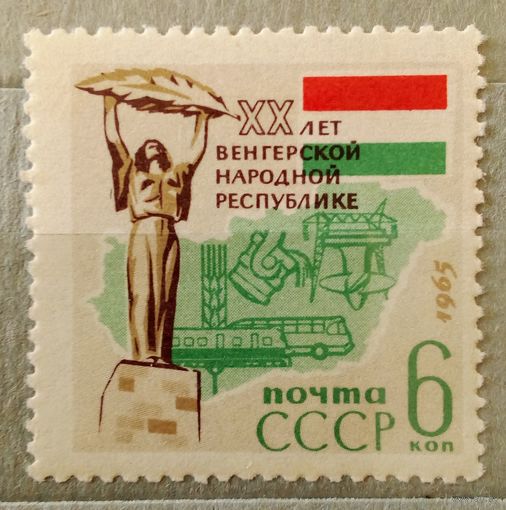 XX ЛЕТ
ВЕНГЕРСКОЙ
НАРОДНОЙ
РЕСПУБЛИКЕ
1965
почта
СССР
6
коп